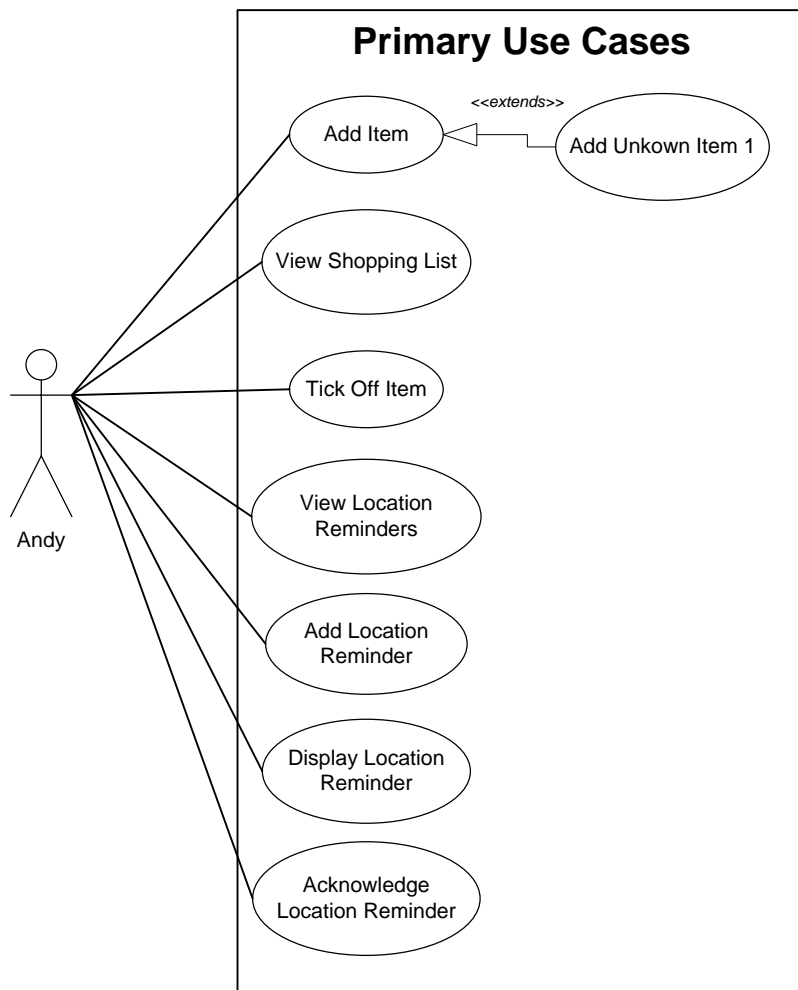 Primary Use Cases
<<extends>>
Add Item
Add Unkown Item 1
View Shopping List
Tick Off Item
View Location
Reminders
Andy
Add Location
Reminder
Display Location
Reminder
Acknowledge
Location Reminder